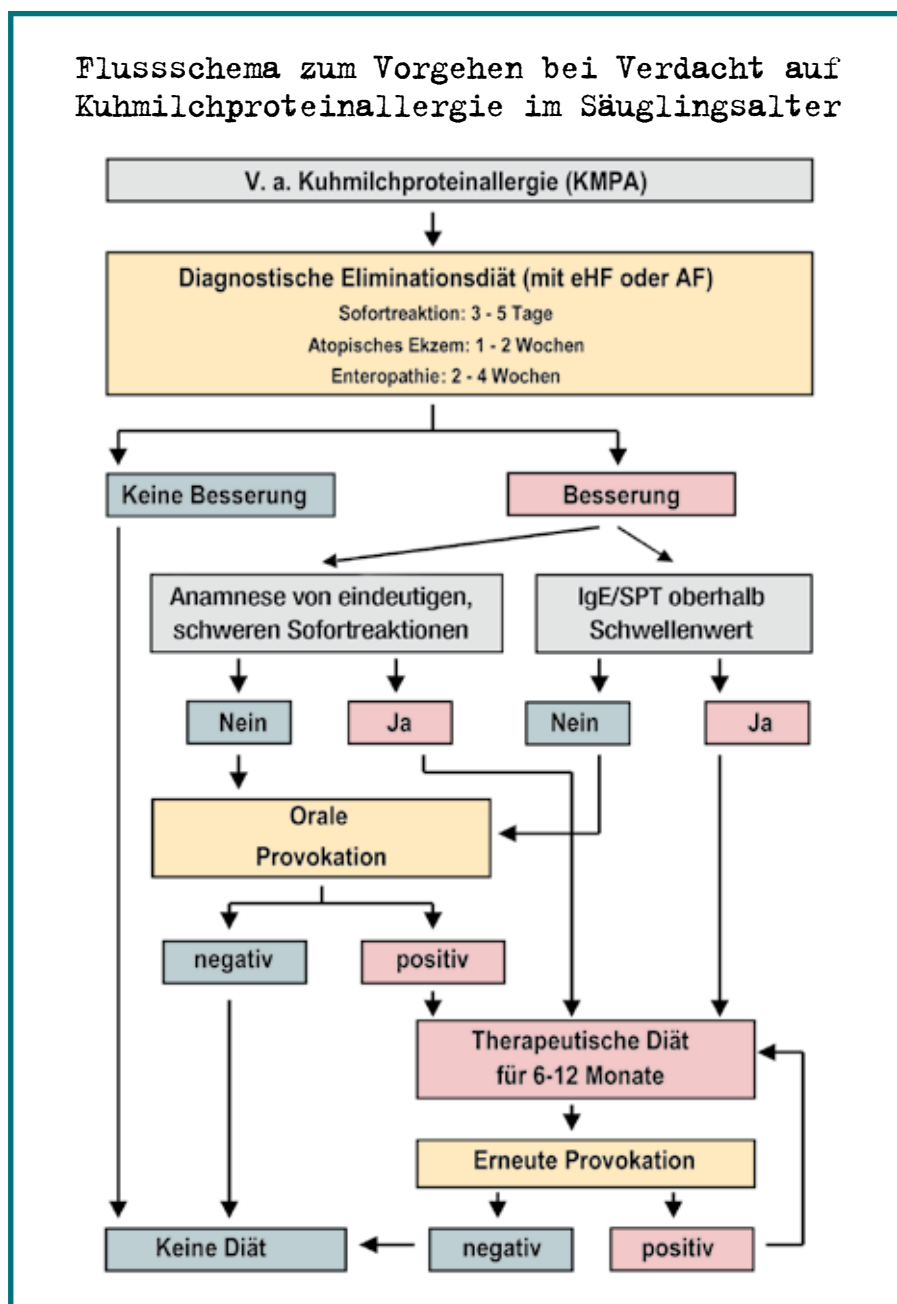 Flussschema zum Vorgehen bei Verdacht auf
Kuhmilchproteinallergie im Säuglingsalter
V. a. Kuhmilchproteinallergie (KMPA)
Diagnostische Eliminationsdiät (mit eHF oder AF)
Sofortreaktion: 3 - 5 Tage
Atopisches Ekzem: 1 - 2 Wochen
Enteropathie: 2 - 4 Wochen
Keine Besserung
Besserung
Anamnese von eindeutigen,
schweren Sofortreaktionen
IgE/SPT oberhalb
Schwellenwert
Nein
Ja
Nein
Ja
Orale
Provokation
negativ
positiv
Therapeutische Diät
für 6-12 Monate
Erneute Provokation
Keine Diät
negativ
positiv